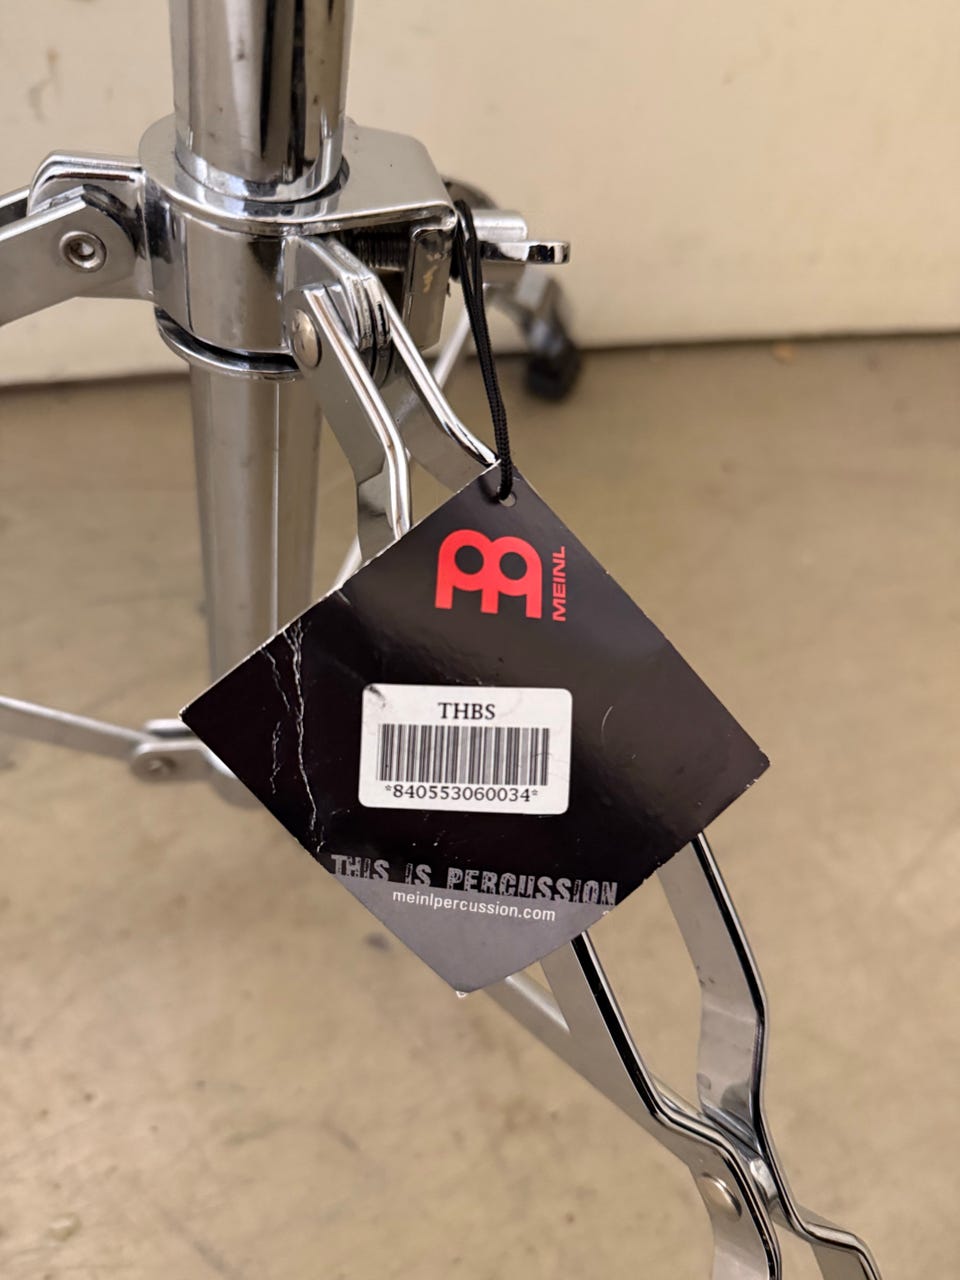 MEINL
THBS
*840553060034*
THIS IS PERCUSSION
meinlpercussion.com